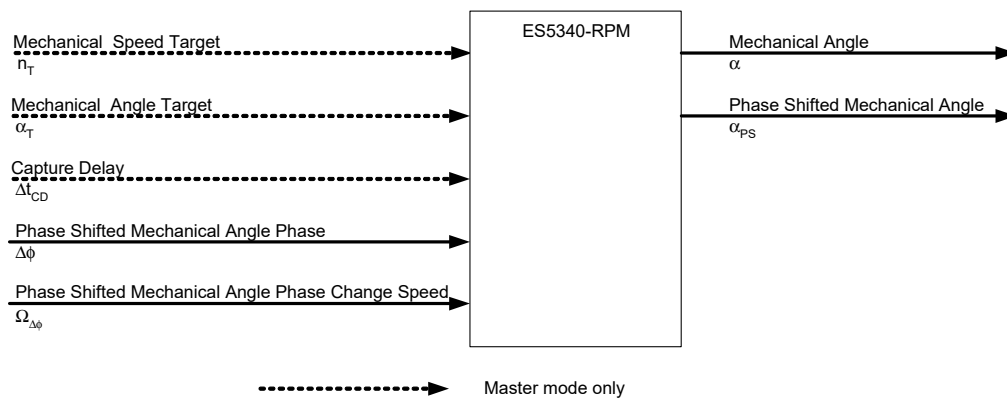 ES5340-RPM
Mechanical Speed Target
n_T
Mechanical Angle Target
α_T
Capture Delay
Δt_CD
Phase Shifted Mechanical Angle Phase
Δϕ
Phase Shifted Mechanical Angle Phase Change Speed
Ω_Δϕ
Mechanical Angle
α
Phase Shifted Mechanical Angle
α_PS
Master mode only